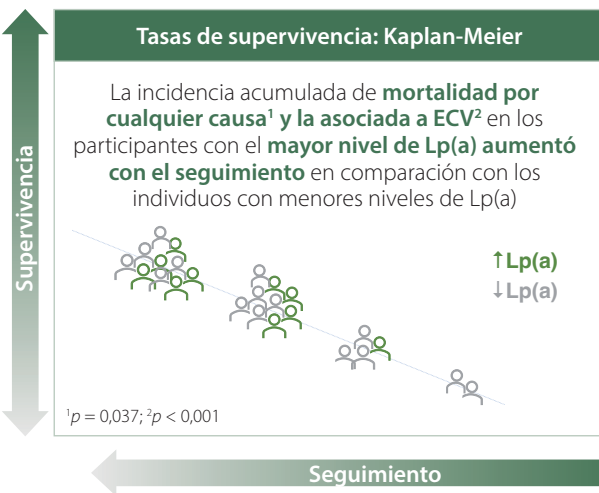 Tasas de supervivencia: Kaplan-Meier
La incidencia acumulada de mortalidad por
cualquier causa¹ y la asociada a ECV² en los
participantes con el mayor nivel de Lp(a) aumentó
con el seguimiento en comparación con los
individuos con menores niveles de Lp(a)
Supervivencia
↑Lp(a)
↓Lp(a)
¹p = 0,037; ²p < 0,001
Seguimiento